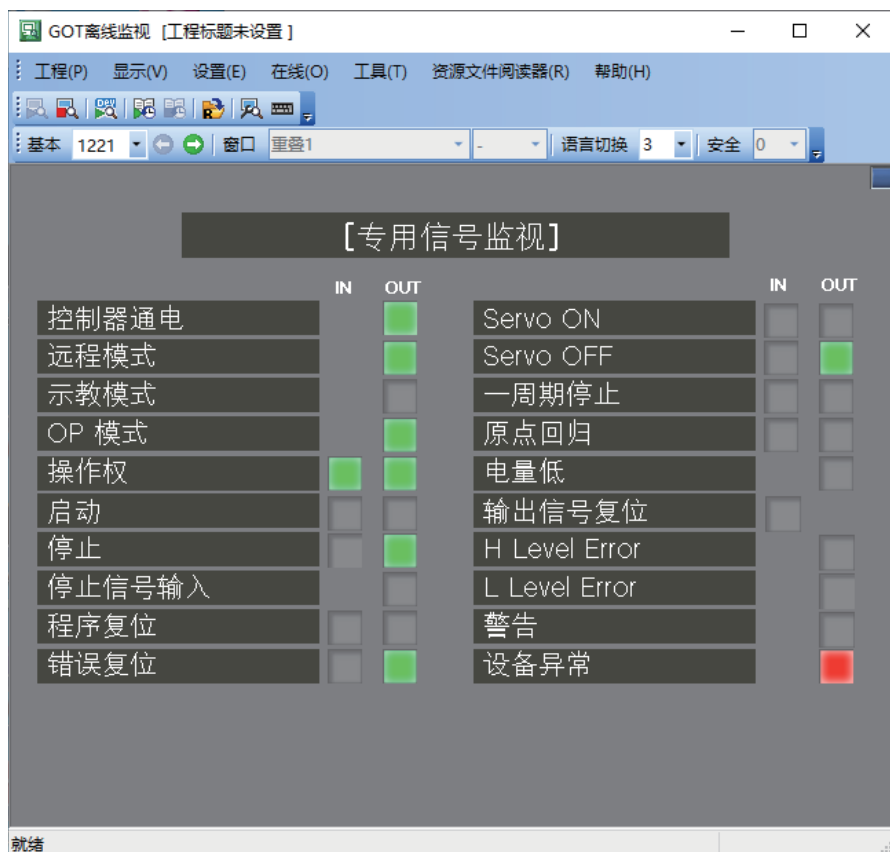 GOT离线监视 [工程标题未设置 ]
工程(P) 显示(V) 设置(E) 在线(O) 工具(T) 资源文件阅读器(R) 帮助(H)
基本 1221 窗口 重叠1 - 语言切换 3 安全 0
[专用信号监视]
IN OUT IN OUT
控制器通电 Servo ON
远程模式 Servo OFF
示教模式 一周期停止
OP 模式 原点回归
操作权 电量低
启动 输出信号复位
停止 H Level Error
停止信号输入 L Level Error
程序复位 警告
错误复位 设备异常
就绪